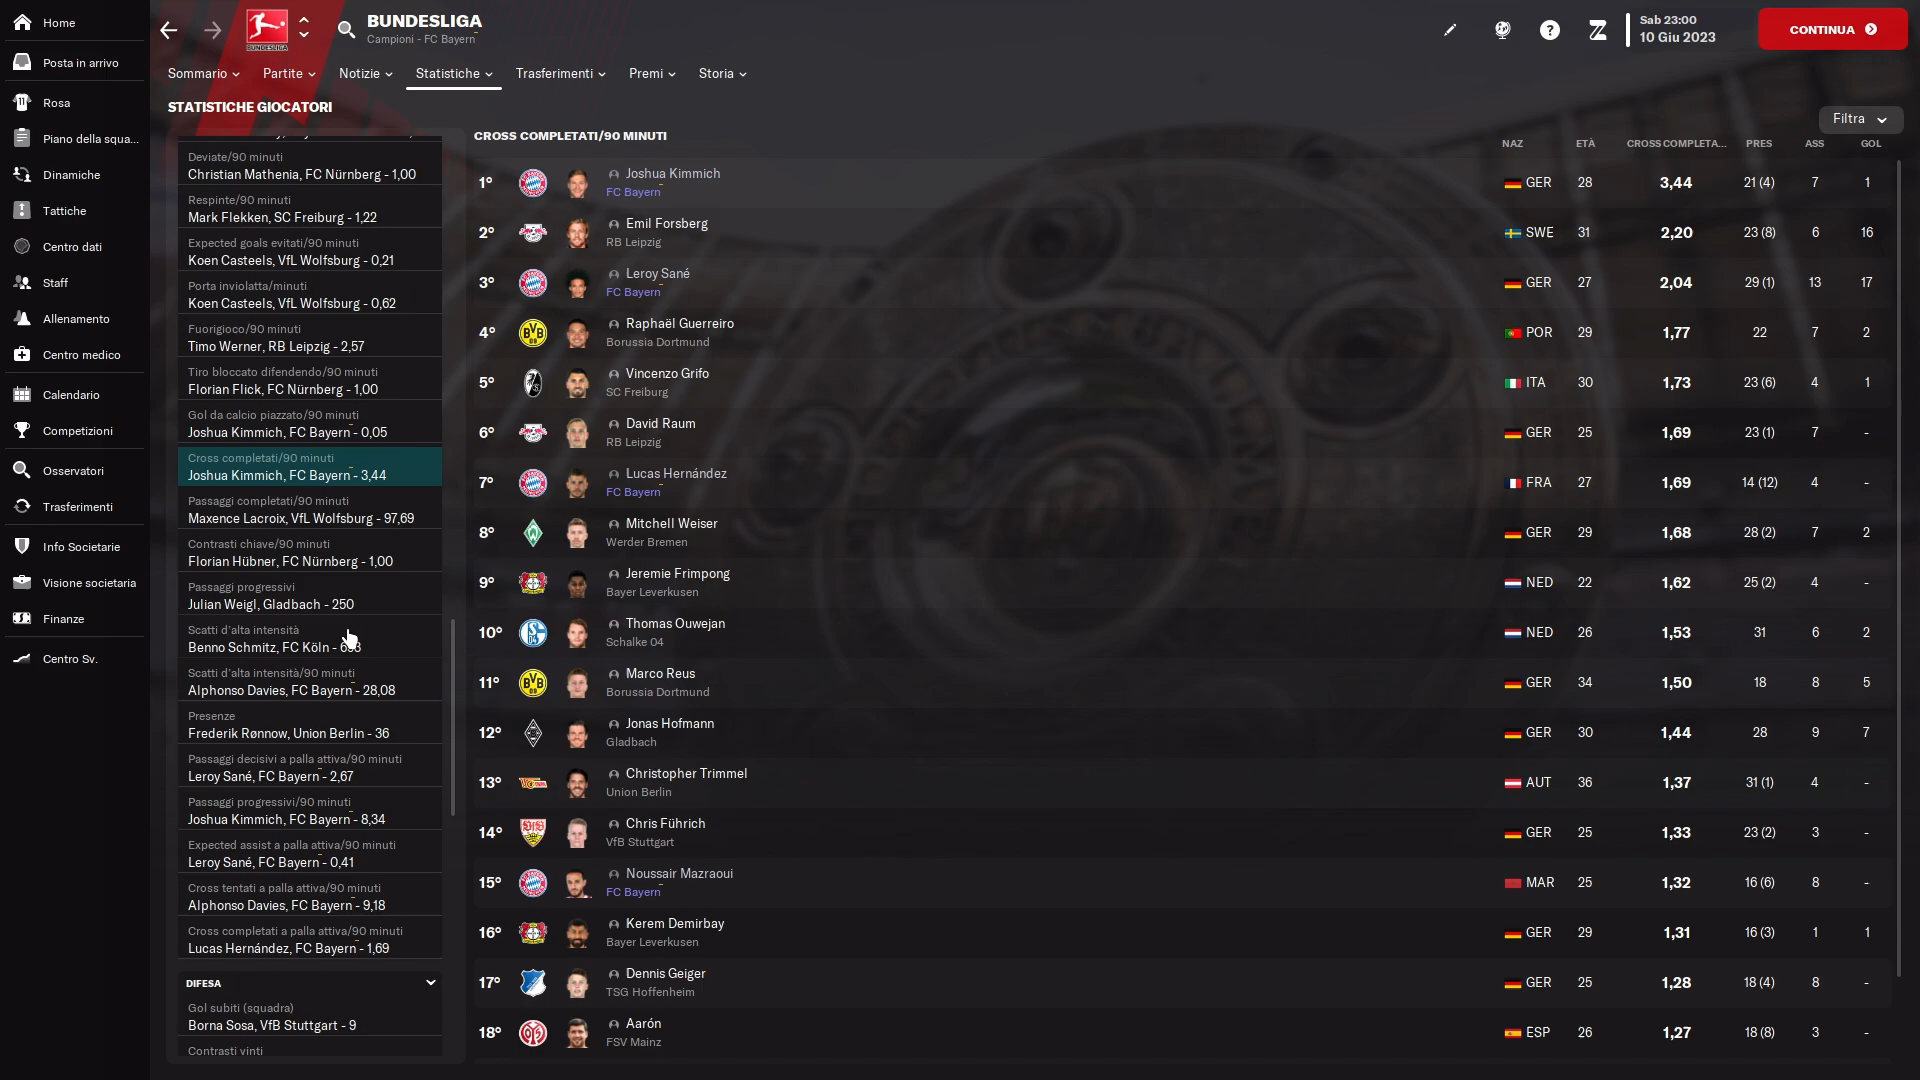 Home
Posta in arrivo
Rosa
Piano della squa...
Dinamiche
Tattiche
Centro dati
Staff
Allenamento
Centro medico
Calendario
Competizioni
Osservatori
Trasferimenti
Info Societarie
Visione societaria
Finanze
Centro Sv.
BUNDESLIGA
BUNDESLIGA
Campioni - FC Bayern
Sab 23:00
10 Giu 2023
CONTINUA
Sommario
Partite
Notizie
Statistiche
Trasferimenti
Premi
Storia
STATISTICHE GIOCATORI
Filtra
Deviate/90 minuti
Christian Mathenia, FC Nürnberg - 1,00
Respinte/90 minuti
Mark Flekken, SC Freiburg - 1,22
Expected goals evitati/90 minuti
Koen Casteels, VfL Wolfsburg - 0,21
Porta inviolatta/minuti
Koen Casteels, VfL Wolfsburg - 0,62
Fuorigioco/90 minuti
Timo Werner, RB Leipzig - 2,57
Tiro bloccato difendendo/90 minuti
Florian Flick, FC Nürnberg - 1,00
Gol da calcio piazzato/90 minuti
Joshua Kimmich, FC Bayern - 0,05
Cross completati/90 minuti
Joshua Kimmich, FC Bayern - 3,44
Passaggi completati/90 minuti
Maxence Lacroix, VfL Wolfsburg - 97,69
Contrasti chiave/90 minuti
Florian Hübner, FC Nürnberg - 1,00
Passaggi progressivi
Julian Weigl, Gladbach - 250
Scatti d'alta intensità
Benno Schmitz, FC Köln -
Scatti d'alta intensità/90 minuti
Alphonso Davies, FC Bayern - 28,08
Presenze
Frederik Rønnow, Union Berlin - 36
Passaggi decisivi a palla attiva/90 minuti
Leroy Sané, FC Bayern - 2,67
Passaggi progressivi/90 minuti
Joshua Kimmich, FC Bayern - 8,34
Expected assist a palla attiva/90 minuti
Leroy Sané, FC Bayern - 0,41
Cross tentati a palla attiva/90 minuti
Alphonso Davies, FC Bayern - 9,18
Cross completati a palla attiva/90 minuti
Lucas Hernández, FC Bayern - 1,69
DIFESA
Gol subiti (squadra)
Borna Sosa, VfB Stuttgart - 9
Contrasti vinti
CROSS COMPLETATI/90 MINUTI
NAZ ETÀ CROSS COMPLETA... PRES ASS GOL
1° Joshua Kimmich GER 28 3,44 21 (4) 7 1
FC Bayern
2° Emil Forsberg SWE 31 2,20 23 (8) 6 16
RB Leipzig
3° Leroy Sané GER 27 2,04 29 (1) 13 17
FC Bayern
4° Raphaël Guerreiro POR 29 1,77 22 7 2
Borussia Dortmund
5° Vincenzo Grifo ITA 30 1,73 23 (6) 4 1
SC Freiburg
6° David Raum GER 25 1,69 23 (1) 7 -
RB Leipzig
7° Lucas Hernández FRA 27 1,69 14 (12) 4 -
FC Bayern
8° Mitchell Weiser GER 29 1,68 28 (2) 7 2
Werder Bremen
9° Jeremie Frimpong NED 22 1,62 25 (2) 4 -
Bayer Leverkusen
10° Thomas Ouwejan NED 26 1,53 31 6 2
Schalke 04
11° Marco Reus GER 34 1,50 18 8 5
Borussia Dortmund
12° Jonas Hofmann GER 30 1,44 28 9 7
Gladbach
13° Christopher Trimmel AUT 36 1,37 31 (1) 4 -
Union Berlin
14° Chris Führich GER 25 1,33 23 (2) 3 -
VfB Stuttgart
15° Noussair Mazraoui MAR 25 1,32 16 (6) 8 -
FC Bayern
16° Kerem Demirbay GER 29 1,31 16 (3) 1 1
Bayer Leverkusen
17° Dennis Geiger GER 25 1,28 18 (4) 8 -
TSG Hoffenheim
18° Aarón ESP 26 1,27 18 (8) 3 -
FSV Mainz